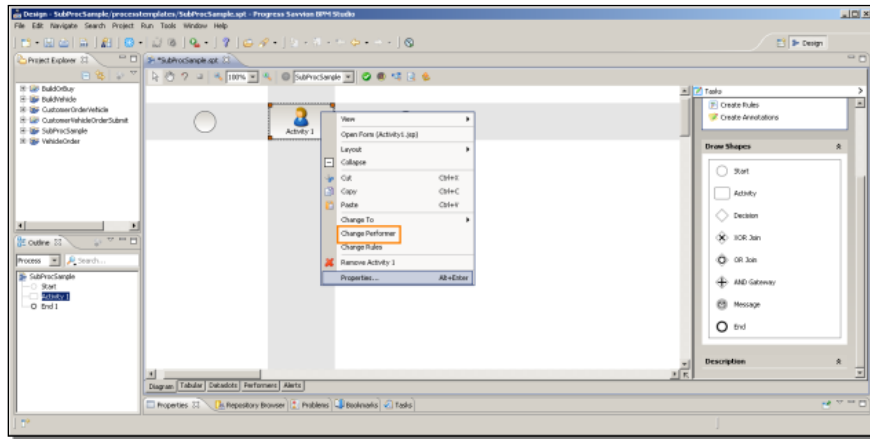 Design - SubProcSample/processtemplates/SubProcSample.spt - Progress Savvion BPM Studio
File Edit Navigate Search Project Run Tools Window Help
Design
Project Explorer
*SubProcSample.spt
100%
SubProcSample
BuildOrBuy
BuildVehicle
CustomerOrderVehicle
CustomerVehicleOrderSubmit
SubProcSample
VehicleOrder
Activity 1
View
Open Form (Activity1.jsp)
Layout
Collapse
Cut Ctrl+X
Copy Ctrl+C
Paste Ctrl+V
Change To
Change Performer
Change Rules
Remove Activity 1
Properties... Alt+Enter
Tools
Create Rules
Create Annotations
Draw Shapes
Start
Activity
Decision
XOR Join
OR Join
AND Gateway
Message
End
Description
Outline
Process
Search...
SubProcSample
Start
Activity 1
End 1
Diagram Tabular Dataslots Performers Alerts
Properties Repository Browser Problems Bookmarks Tasks